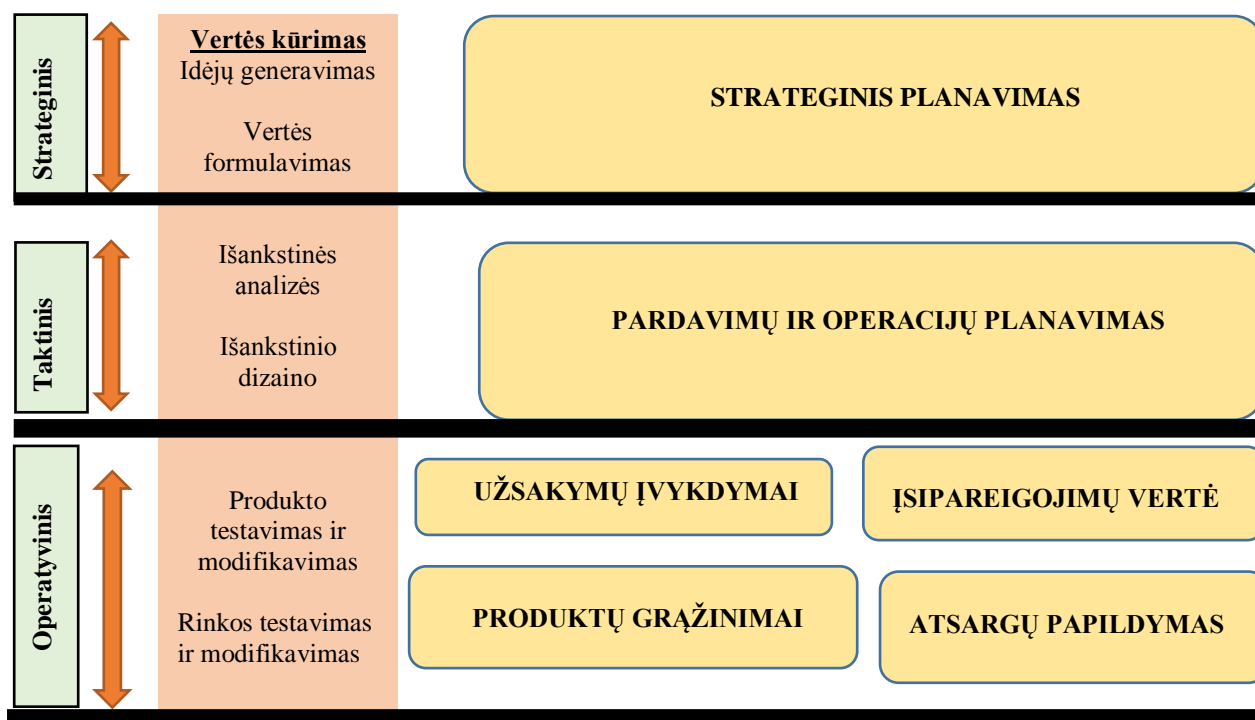 Strateginis
Vertės kūrimas
Idėjų generavimas
Vertės
formulavimas
STRATEGINIS PLANAVIMAS
Taktinis
Išankstinės
analizės
Išankstinio
dizaino
PARDAVIMŲ IR OPERACIJŲ PLANAVIMAS
Operatyvinis
Produkto
testavimas ir
modifikavimas
Rinkos testavimas
ir modifikavimas
UŽSAKYMŲ ĮVYKDYMAI
ĮSIPAREIGOJIMŲ VERTĖ
PRODUKTŲ GRĄŽINIMAI
ATSARGŲ PAPILDYMAS